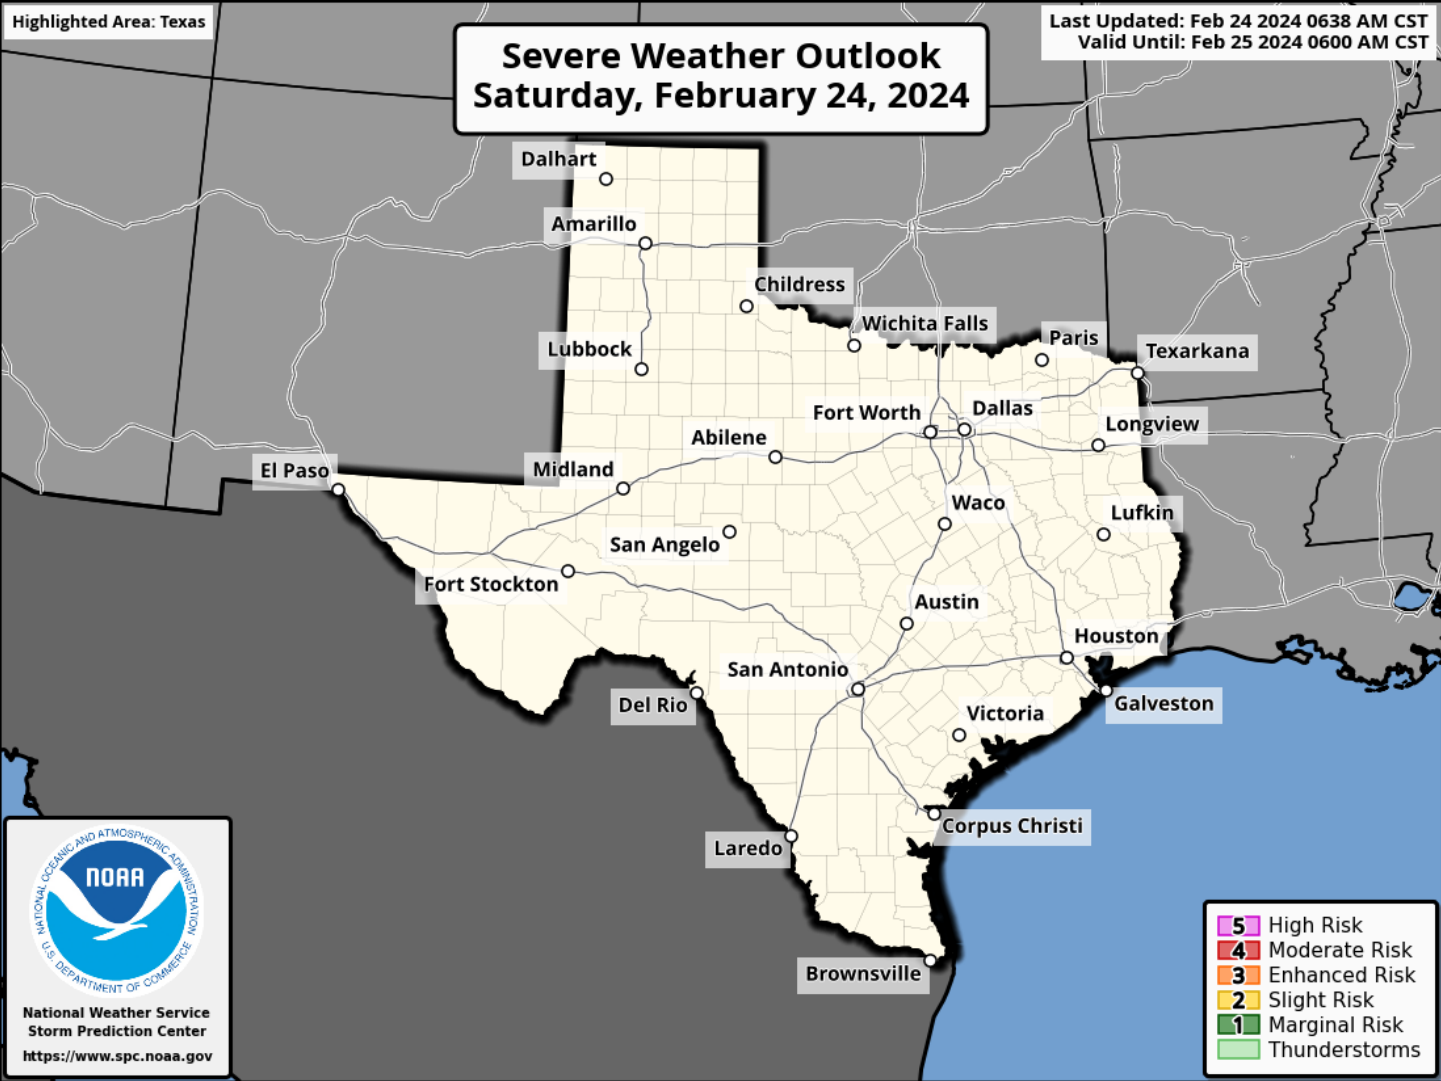 Highlighted Area: Texas
Severe Weather Outlook
Saturday, February 24, 2024
Last Updated: Feb 24 2024 0638 AM CST
Valid Until: Feb 25 2024 0600 AM CST
Dalhart
Amarillo
Childress
Wichita Falls
Paris
Texarkana
Lubbock
Fort Worth
Dallas
Longview
Abilene
El Paso
Midland
Waco
Lufkin
San Angelo
Fort Stockton
Austin
Houston
San Antonio
Del Rio
Galveston
Victoria
Corpus Christi
Laredo
Brownsville
NATIONAL OCEANIC AND ATMOSPHERIC ADMINISTRATION
NOAA
U.S. DEPARTMENT OF COMMERCE
National Weather Service
Storm Prediction Center
https://www.spc.noaa.gov
5 High Risk
4 Moderate Risk
3 Enhanced Risk
2 Slight Risk
1 Marginal Risk
Thunderstorms